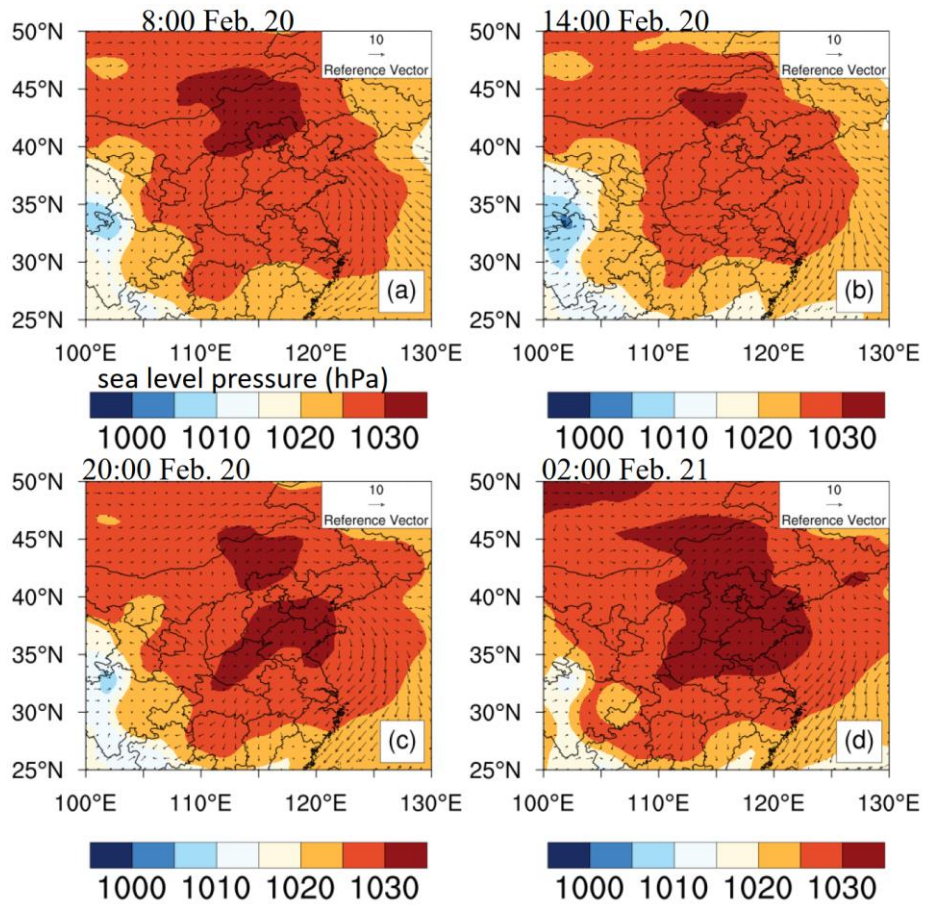 8:00 Feb. 20
14:00 Feb. 20
50°N
45°N
40°N
35°N
30°N
25°N
10
Reference Vector
(a)
100°E 110°E 120°E 130°E
50°N
45°N
40°N
35°N
30°N
25°N
10
Reference Vector
(b)
100°E 110°E 120°E 130°E
sea level pressure (hPa)
1000 1010 1020 1030
1000 1010 1020 1030
20:00 Feb. 20
02:00 Feb. 21
50°N
45°N
40°N
35°N
30°N
25°N
10
Reference Vector
(c)
100°E 110°E 120°E 130°E
50°N
45°N
40°N
35°N
30°N
25°N
10
Reference Vector
(d)
100°E 110°E 120°E 130°E
1000 1010 1020 1030
1000 1010 1020 1030